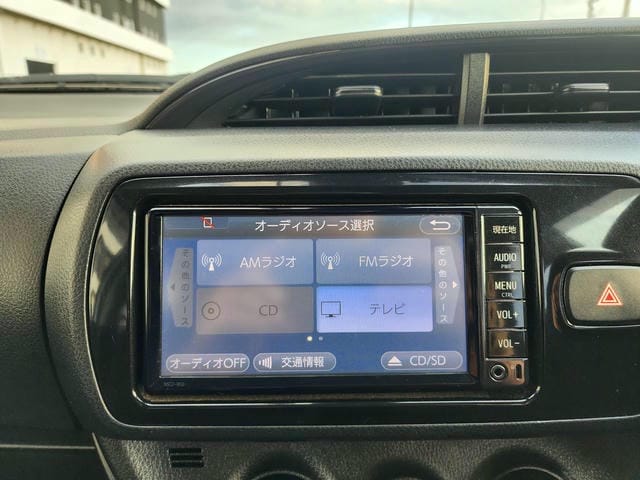 オーディオソース選択
現在地
AMラジオ
FMラジオ
その他のソース
その他のソース
AUDIO
PWR
CD
テレビ
MENU
CTRL
VOL+
VOL-
オーディオOFF
交通情報
CD/SD